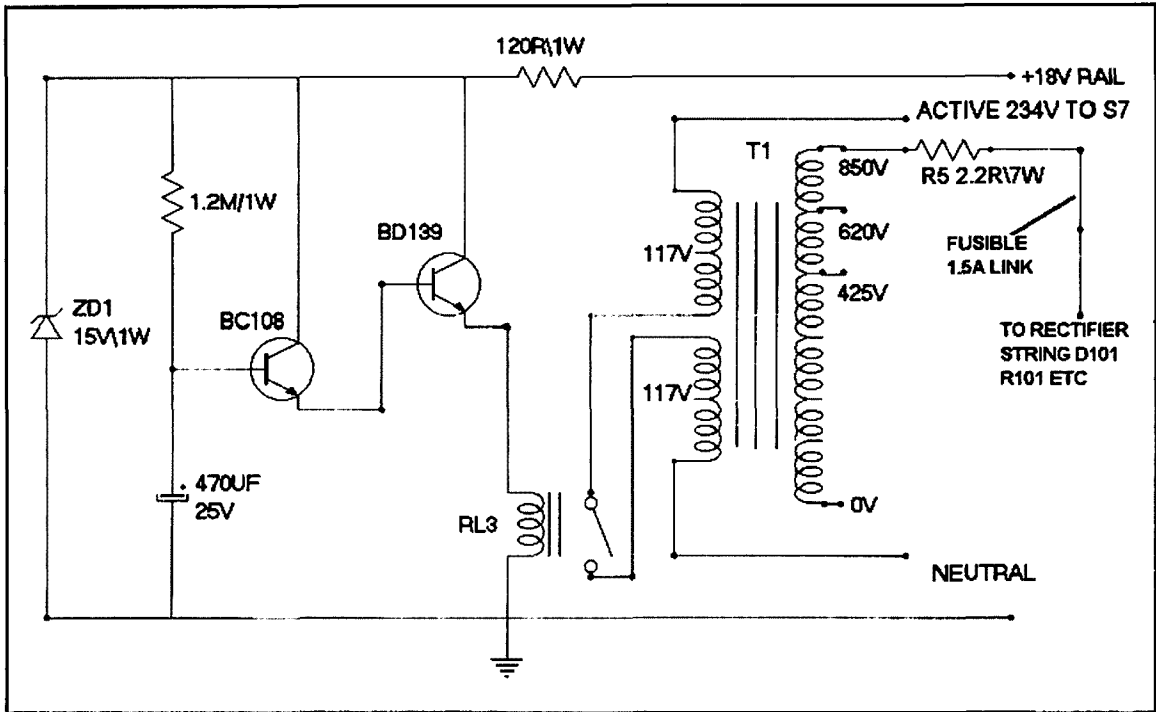 120R\1W
+18V RAIL
ACTIVE 234V TO S7
T1
850V
R5 2.2R\7W
1.2M/1W
BD139
620V
117V
FUSIBLE
1.5A LINK
425V
ZD1
15V\1W
BC108
TO RECTIFIER
STRING D101
R101 ETC
117V
470UF
25V
RL3
0V
NEUTRAL